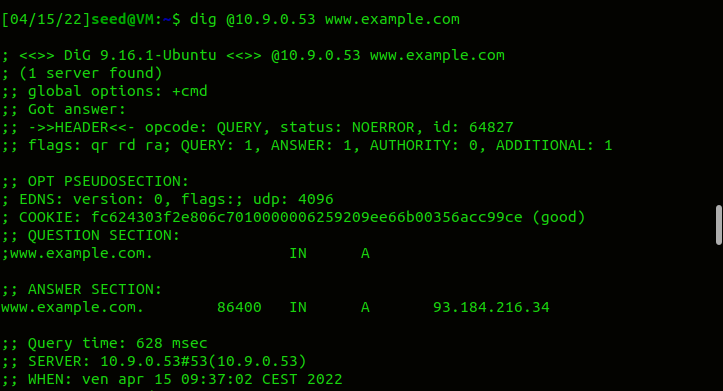 [04/15/22]seed@VM:~$ dig @10.9.0.53 www.example.com
; <<>> DiG 9.16.1-Ubuntu <<>> @10.9.0.53 www.example.com
; (1 server found)
;; global options: +cmd
;; Got answer:
;; ->>HEADER<<- opcode: QUERY, status: NOERROR, id: 64827
;; flags: qr rd ra; QUERY: 1, ANSWER: 1, AUTHORITY: 0, ADDITIONAL: 1
;; OPT PSEUDOSECTION:
; EDNS: version: 0, flags:; udp: 4096
; COOKIE: fc624303f2e806c7010000006259209ee66b00356acc99ce (good)
;; QUESTION SECTION:
;www.example.com. IN A
;; ANSWER SECTION:
www.example.com. 86400 IN A 93.184.216.34
;; Query time: 628 msec
;; SERVER: 10.9.0.53#53(10.9.0.53)
;; WHEN: ven apr 15 09:37:02 CEST 2022